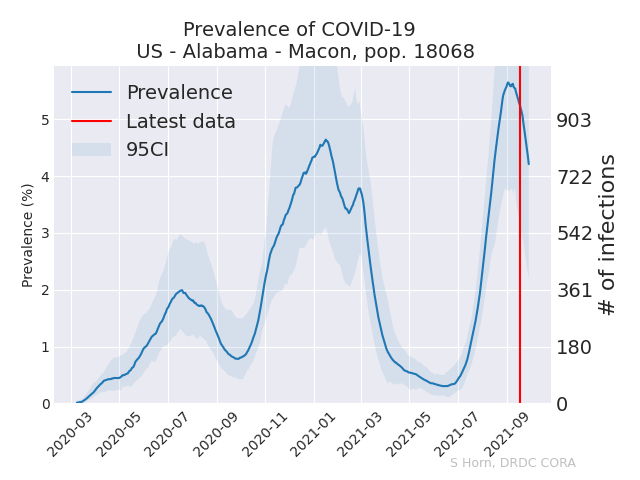 Prevalence of COVID-19
US - Alabama - Macon, pop. 18068
Prevalence
Latest data
95CI
Prevalence (%)
5
4
3
2
1
0
903
722
542
361
180
0
# of infections
2020-03
2020-05
2020-07
2020-09
2020-11
2021-01
2021-03
2021-05
2021-07
2021-09
S Horn, DRDC CORA